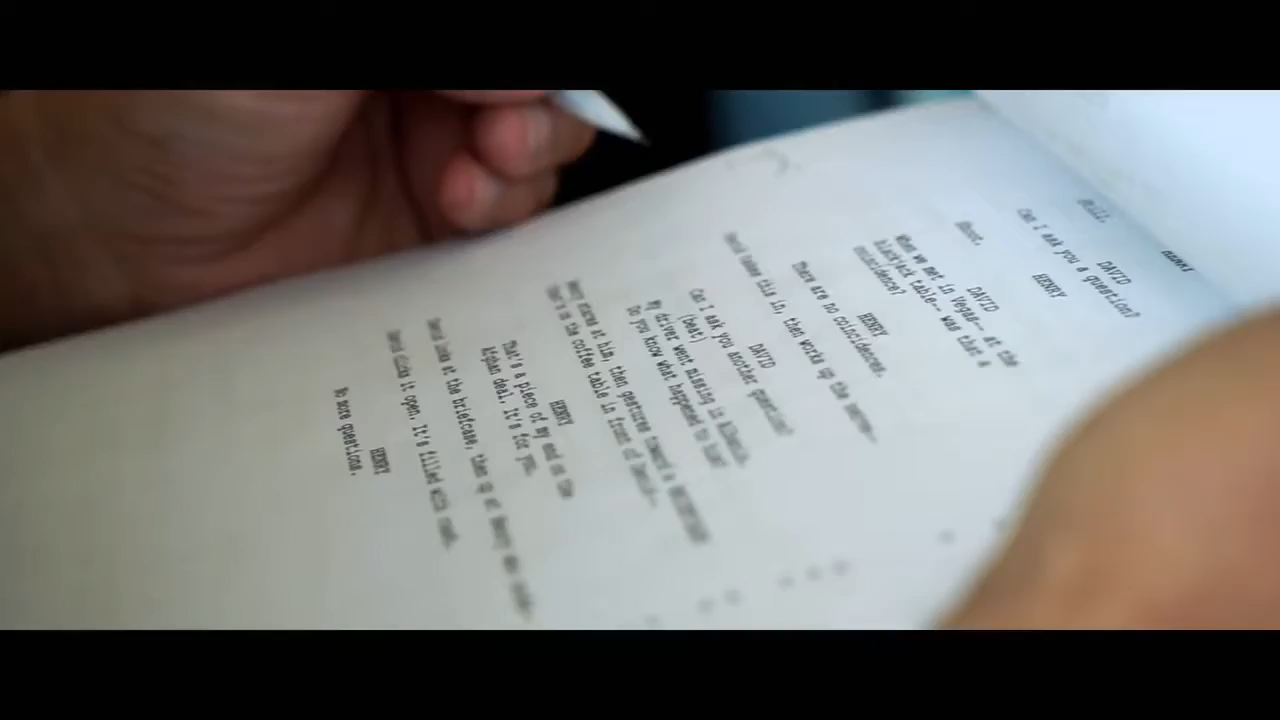 HENRY
still.
DAVID
Can I ask you a question?
HENRY
Shoot.
DAVID
When we met in Vegas-- at the
blackjack table-- was that a
coincidence?
HENRY
There are no coincidences.
David takes this in, then works up the nerve--
DAVID
Can I ask you another question?
(beat)
My driver went missing in Albania.
Do you know what happened to him?
Henry stares at him, then gestures toward a BRIEFCASE
that's on the coffee table in front of David--
HENRY
That's a piece of my end on the
Afghan deal. It's for you.
David looks at the briefcase, then up at Henry
David clicks it open. It's filled with cash.
HENRY
No more questions.